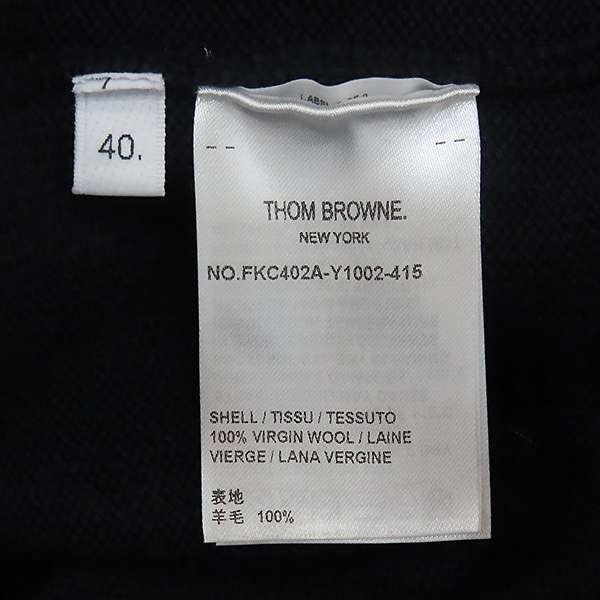 40.
THOM BROWNE.
NEW YORK
NO.FKC402A-Y1002-415
SHELL / TISSU / TESSUTO
100% VIRGIN WOOL / LAINE
VIERGE / LANA VERGINE
表地
羊毛 100%